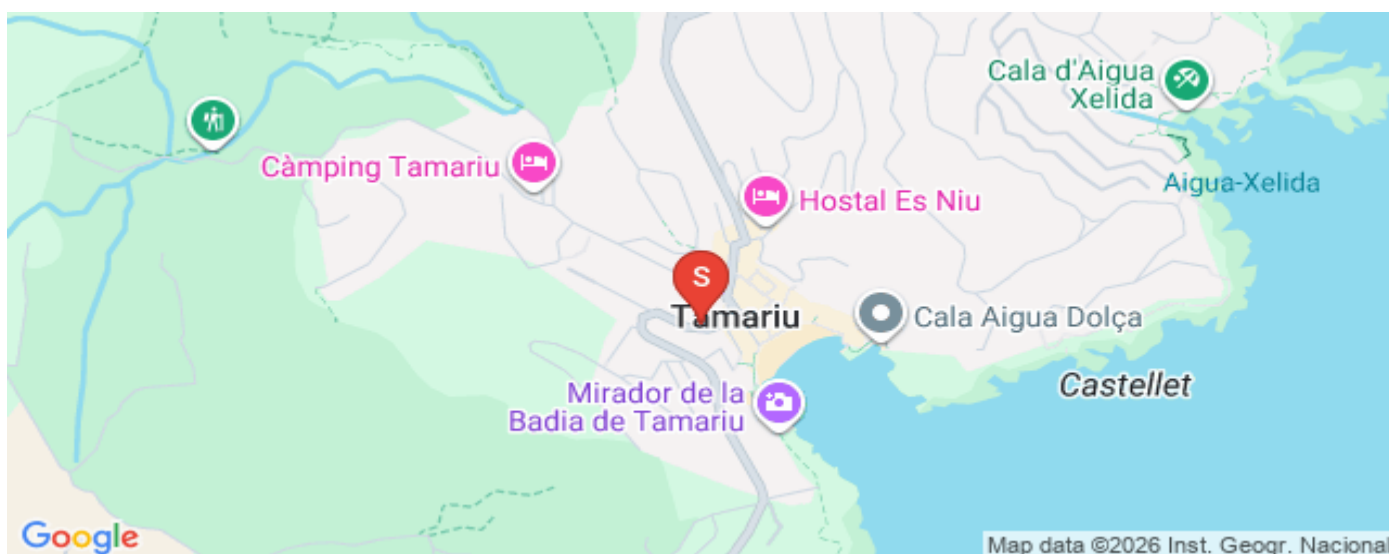 Cala d'Aigua
Xelida
Càmping Tamariu
Aigua-Xelida
Hostal Es Niu
S
Tamariu
Cala Aigua Dolça
Castellet
Mirador de la
Badia de Tamariu
Google
Map data ©2026 Inst. Geogr. Nacional